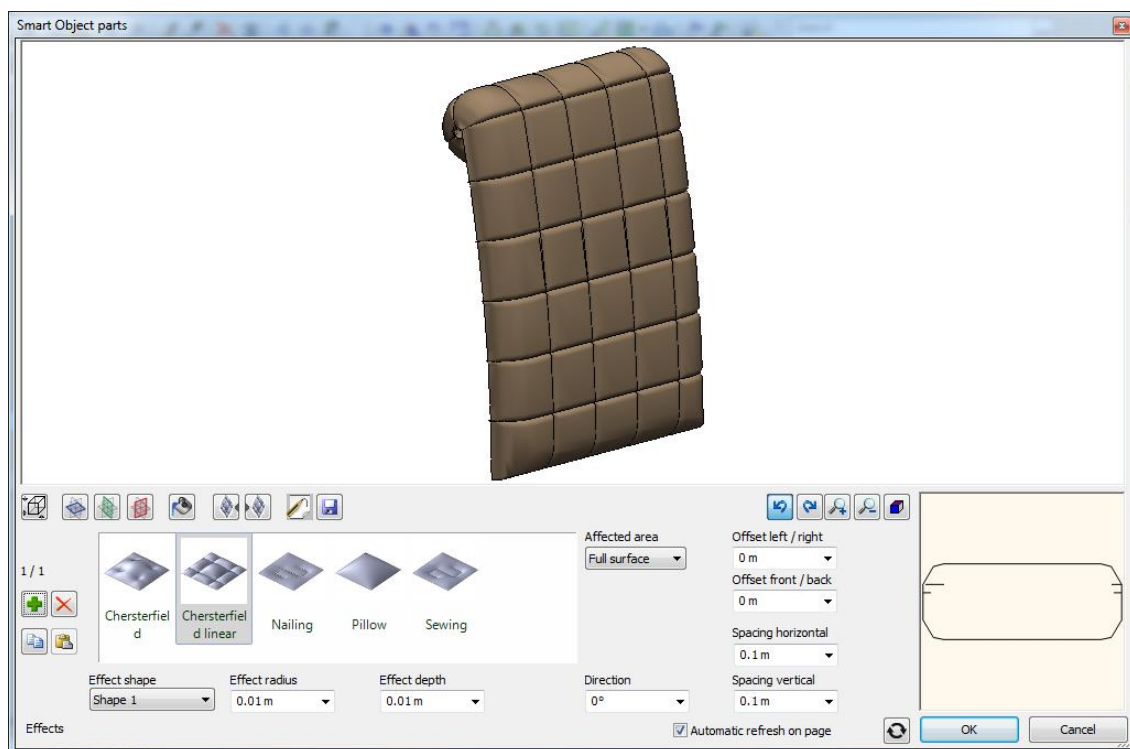 Smart Object parts
Affected area
Full surface
Offset left / right
0 m
Offset front / back
0 m
1 / 1
Chersterfiel
d
Chersterfiel
d linear
Nailing
Pillow
Sewing
Spacing horizontal
0.1 m
Effect shape
Shape 1
Effect radius
0.01 m
Effect depth
0.01 m
Direction
0°
Spacing vertical
0.1 m
Effects
Automatic refresh on page
OK
Cancel